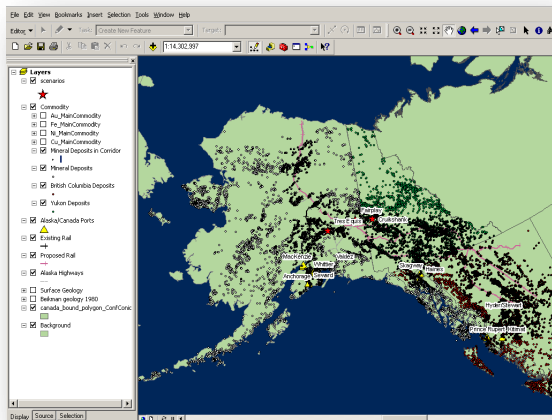 File Edit View Bookmarks Insert Selection Tools Window Help
Editor Task: Create New Feature Target:
1:14,302,997
Layers
scenarios
Commodity
Au_MainCommodity
Fe_MainCommodity
Ni_MainCommodity
Cu_MainCommodity
Mineral Deposits in Corridor
Mineral Deposits
British Columbia Deposits
Yukon Deposits
Alaska/Canada Ports
Existing Rail
Proposed Rail
Alaska Highways
Surface Geology
Beikman geology 1980
canada_bound_polygon_ConfConic
Background
Display Source Selection
Fairplay
Tres Equis Cruikshank
MacKenzie Valdez
Whittier
Anchorage Seward
Skagway Haines
Hyder Stewart
Prince Rupert Kitimat